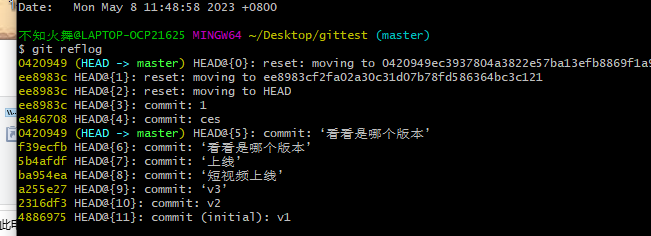 Date:   Mon May 8 11:48:58 2023 +0800
不知火舞@LAPTOP-OCP21625 MINGW64 ~/Desktop/gittest (master)
$ git reflog
0420949 (HEAD -> master) HEAD@{0}: reset: moving to 0420949ec3937804a3822e57ba13efb8869f1a9
ee8983c HEAD@{1}: reset: moving to ee8983cf2fa02a30c31d07b78fd586364bc3c121
ee8983c HEAD@{2}: reset: moving to HEAD
ee8983c HEAD@{3}: commit: 1
e846708 HEAD@{4}: commit: ces
0420949 (HEAD -> master) HEAD@{5}: commit: ‘看看是哪个版本’
f39ecfb HEAD@{6}: commit: ‘看看是哪个版本’
5b4afdf HEAD@{7}: commit: ‘上线’
ba954ea HEAD@{8}: commit: ‘短视频上线’
a255e27 HEAD@{9}: commit: ‘v3’
2316df3 HEAD@{10}: commit: v2
4886975 HEAD@{11}: commit (initial): v1